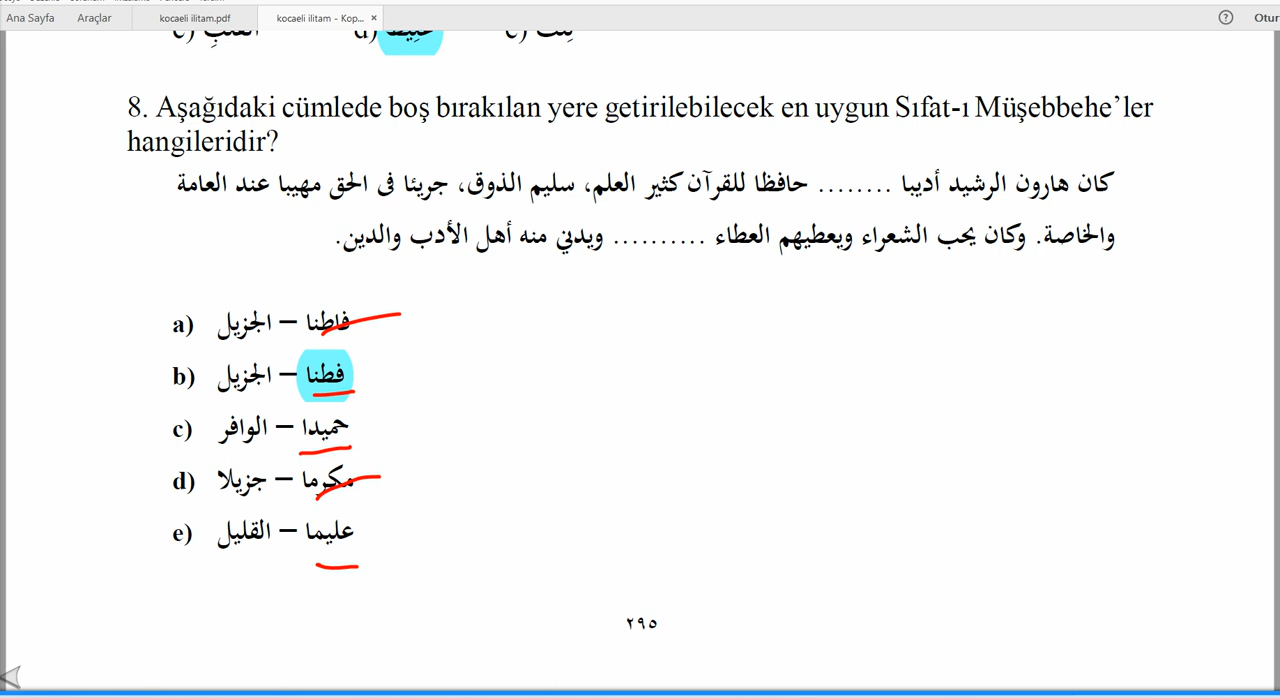 Ana Sayfa Araçlar kocaeli ilitam.pdf kocaeli ilitam - Kop... × ? Otur
8. Aşağıdaki cümlede boş bırakılan yere getirilebilecek en uygun Sıfat-ı Müşebbehe’ler
hangileridir?
كان هارون الرشيد أديبا ........ حافظا للقرآن كثير العلم، سليم الذوق، جريئا فى الحق مهيبا عند العامة
والخاصة. وكان يحب الشعراء ويعطيهم العطاء .......... ويدني منه أهل الأدب والدين.
a) فاطنا – الجزيل
b) فطنا – الجزيل
c) حميدا – الوافر
d) مكرما – جزيلا
e) عليما – القليل
٢٩٥